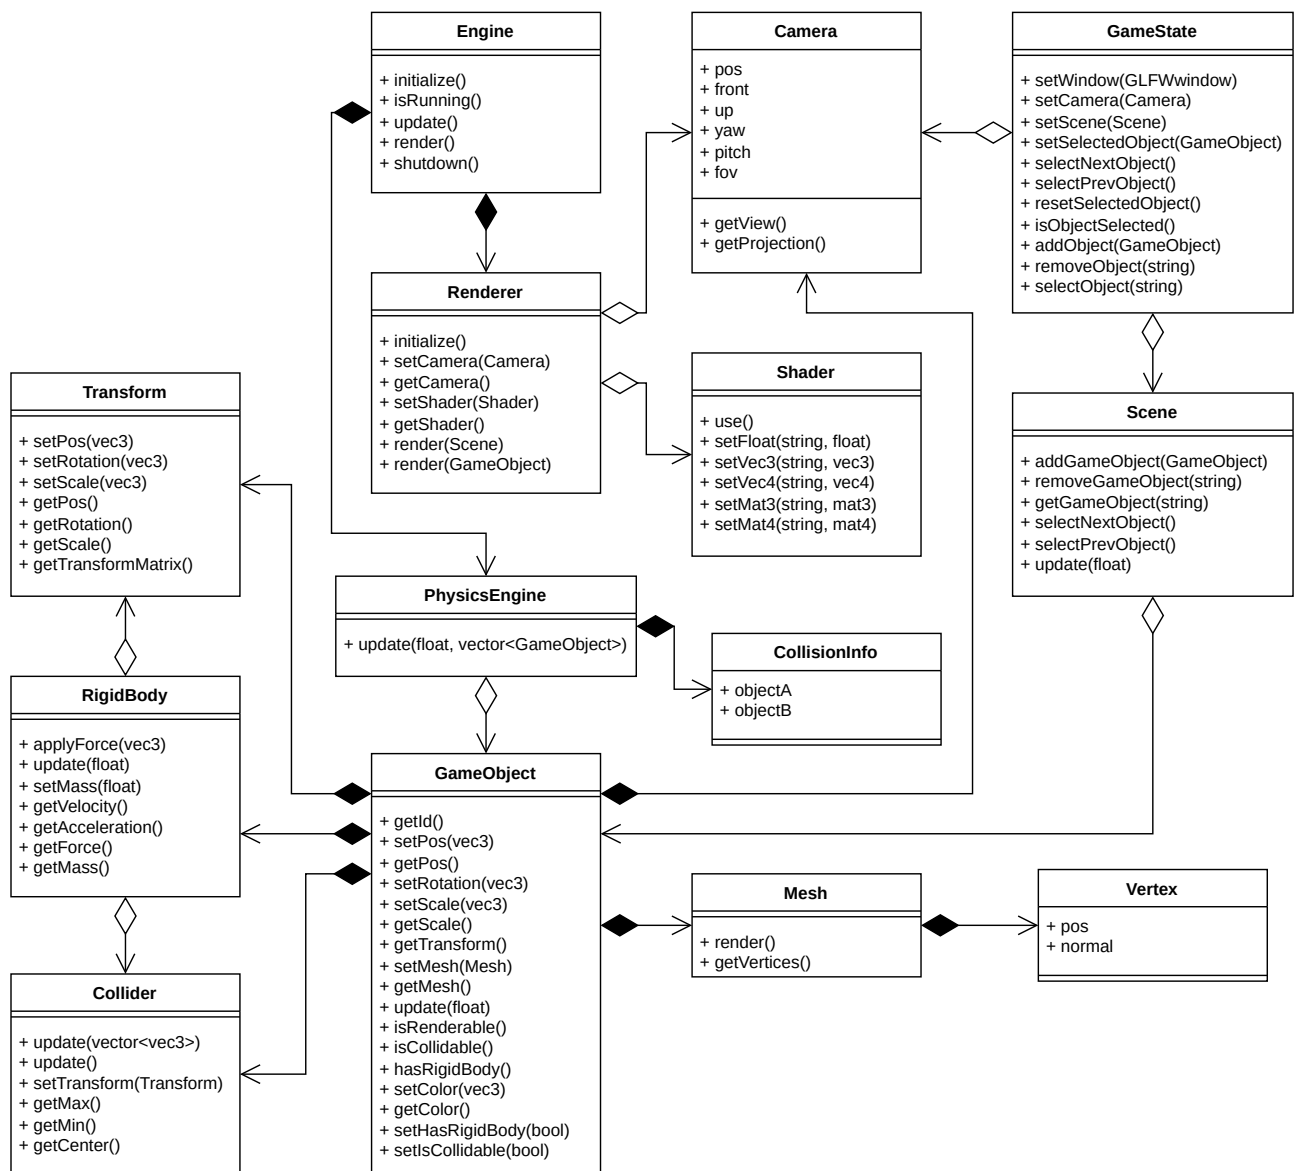 Engine
+ initialize()
+ isRunning()
+ update()
+ render()
+ shutdown()
Camera
+ pos
+ front
+ up
+ yaw
+ pitch
+ fov
+ getView()
+ getProjection()
GameState
+ setWindow(GLFWwindow)
+ setCamera(Camera)
+ setScene(Scene)
+ setSelectedObject(GameObject)
+ selectNextObject()
+ selectPrevObject()
+ resetSelectedObject()
+ isObjectSelected()
+ addObject(GameObject)
+ removeObject(string)
+ selectObject(string)
Renderer
+ initialize()
+ setCamera(Camera)
+ getCamera()
+ setShader(Shader)
+ getShader()
+ render(Scene)
+ render(GameObject)
Shader
+ use()
+ setFloat(string, float)
+ setVec3(string, vec3)
+ setVec4(string, vec4)
+ setMat3(string, mat3)
+ setMat4(string, mat4)
Transform
+ setPos(vec3)
+ setRotation(vec3)
+ setScale(vec3)
+ getPos()
+ getRotation()
+ getScale()
+ getTransformMatrix()
Scene
+ addGameObject(GameObject)
+ removeGameObject(string)
+ getGameObject(string)
+ selectNextObject()
+ selectPrevObject()
+ update(float)
PhysicsEngine
+ update(float, vector<GameObject>)
CollisionInfo
+ objectA
+ objectB
RigidBody
+ applyForce(vec3)
+ update(float)
+ setMass(float)
+ getVelocity()
+ getAcceleration()
+ getForce()
+ getMass()
GameObject
+ getId()
+ setPos(vec3)
+ getPos()
+ setRotation(vec3)
+ setScale(vec3)
+ getScale()
+ getTransform()
+ setMesh(Mesh)
+ getMesh()
+ update(float)
+ isRenderable()
+ isCollidable()
+ hasRigidBody()
+ setColor(vec3)
+ getColor()
+ setHasRigidBody(bool)
+ setIsCollidable(bool)
Mesh
+ render()
+ getVertices()
Vertex
+ pos
+ normal
Collider
+ update(vector<vec3>)
+ update()
+ setTransform(Transform)
+ getMax()
+ getMin()
+ getCenter()